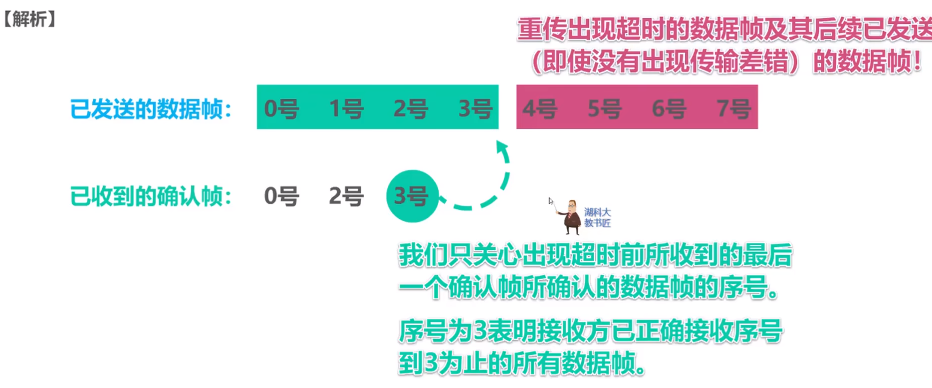 【解析】
重传出现超时的数据帧及其后续已发送
（即使没有出现传输差错）的数据帧！
已发送的数据帧： 0号 1号 2号 3号 4号 5号 6号 7号
已收到的确认帧： 0号 2号 3号
湖科大
教书匠
我们只关心出现超时前所收到的最后
一个确认帧所确认的数据帧的序号。
序号为3表明接收方已正确接收序号
到3为止的所有数据帧。